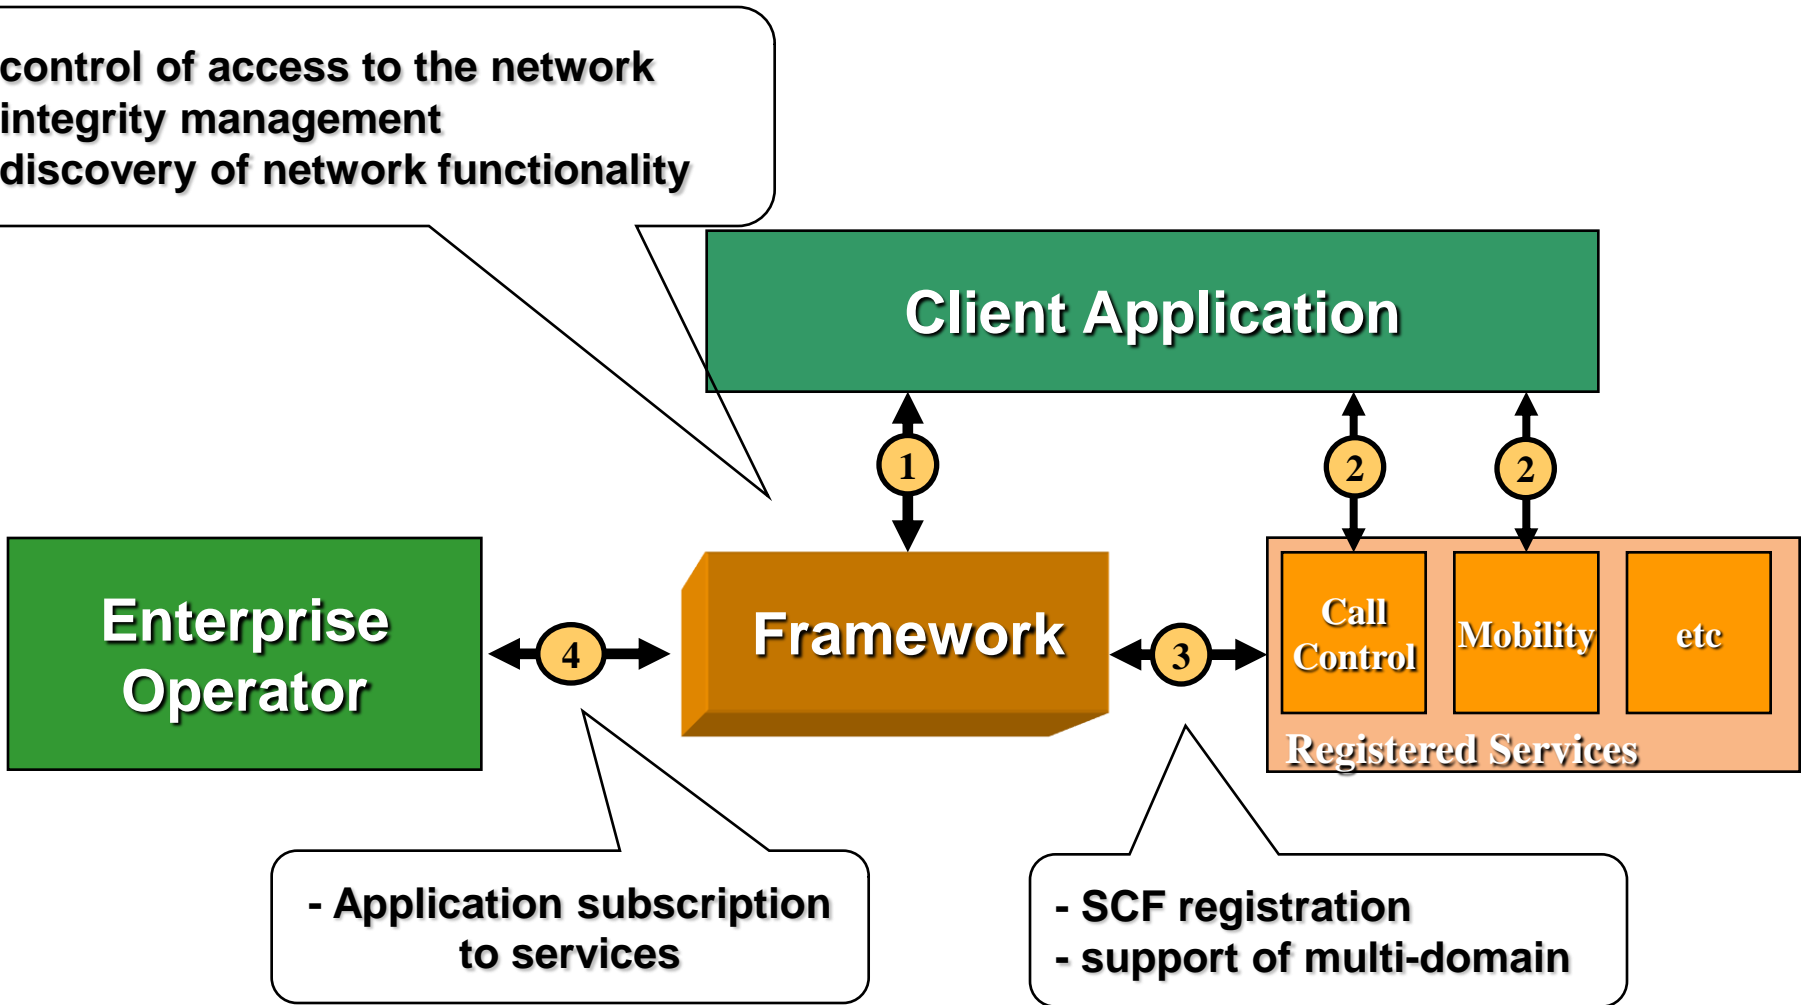 control of access to the network
integrity management
discovery of network functionality
Client Application
1
2
2
Enterprise
Operator
4
Framework
3
Call
Control
Mobility
etc
Registered Services
- Application subscription
to services
- SCF registration
- support of multi-domain